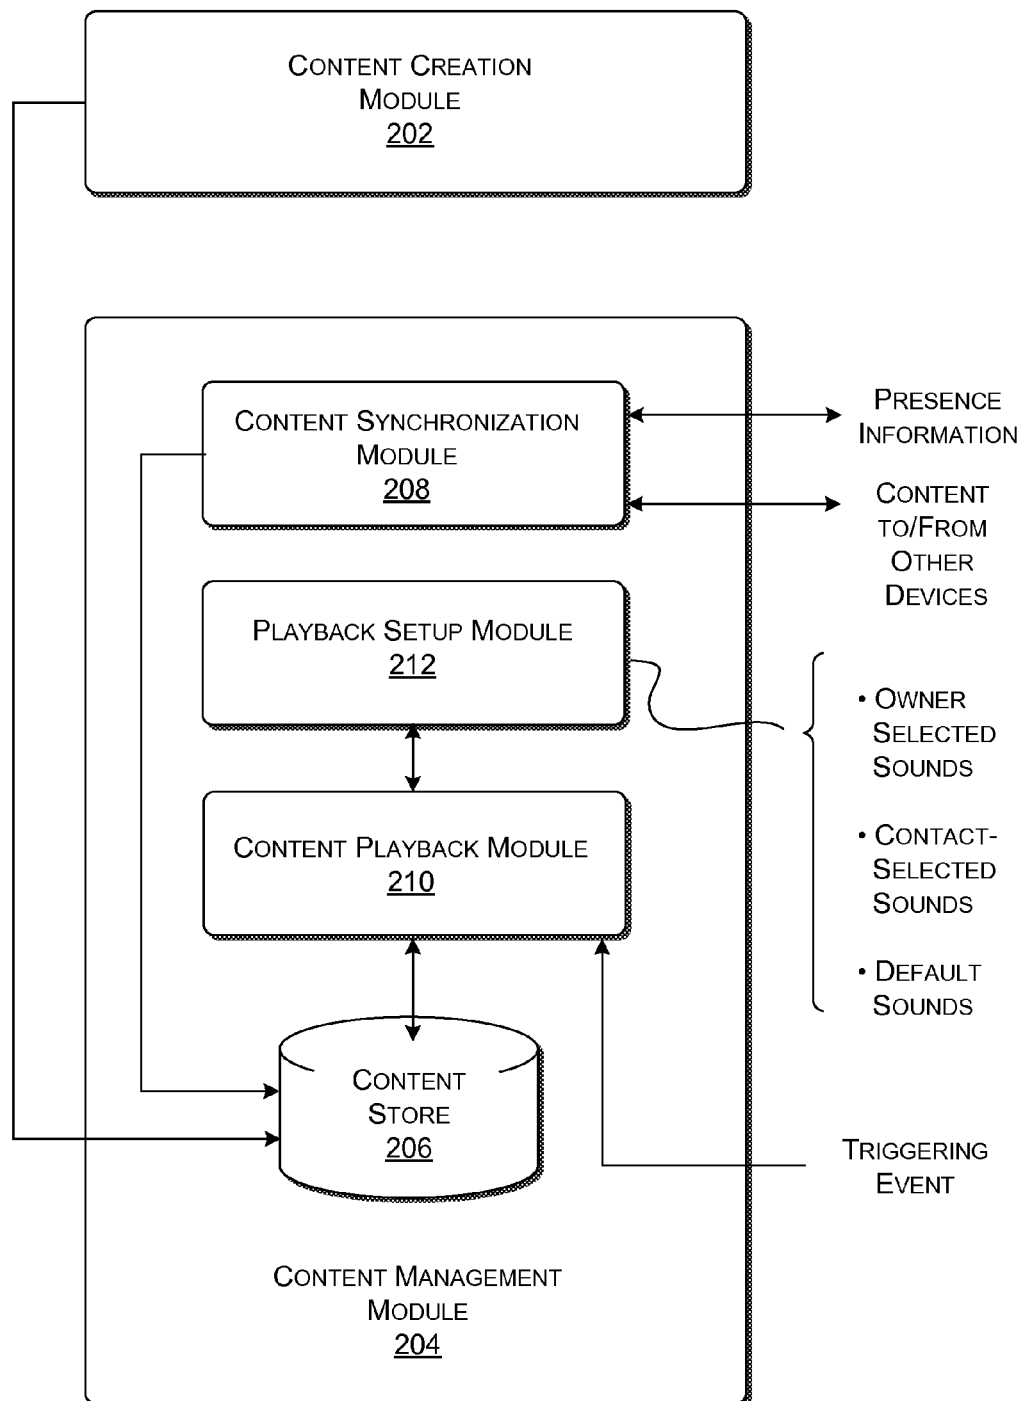 CONTENT CREATION
MODULE
202
CONTENT SYNCHRONIZATION
MODULE
208
PRESENCE
INFORMATION
CONTENT
TO/FROM
OTHER
DEVICES
PLAYBACK SETUP MODULE
212
• OWNER
SELECTED
SOUNDS
• CONTACT-
SELECTED
SOUNDS
• DEFAULT
SOUNDS
CONTENT PLAYBACK MODULE
210
CONTENT
STORE
206
TRIGGERING
EVENT
CONTENT MANAGEMENT
MODULE
204